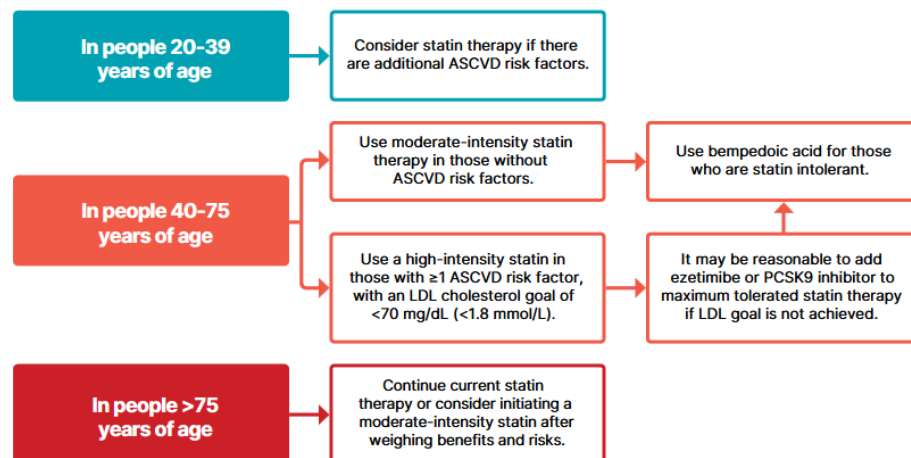 In people 20-39
years of age
Consider statin therapy if there
are additional ASCVD risk factors.
In people 40-75
years of age
Use moderate-intensity statin
therapy in those without
ASCVD risk factors.
Use bempedoic acid for those
who are statin intolerant.
Use a high-intensity statin in
those with ≥1 ASCVD risk factor,
with an LDL cholesterol goal of
<70 mg/dL (<1.8 mmol/L).
It may be reasonable to add
ezetimibe or PCSK9 inhibitor to
maximum tolerated statin therapy
if LDL goal is not achieved.
In people >75
years of age
Continue current statin
therapy or consider initiating a
moderate-intensity statin after
weighing benefits and risks.